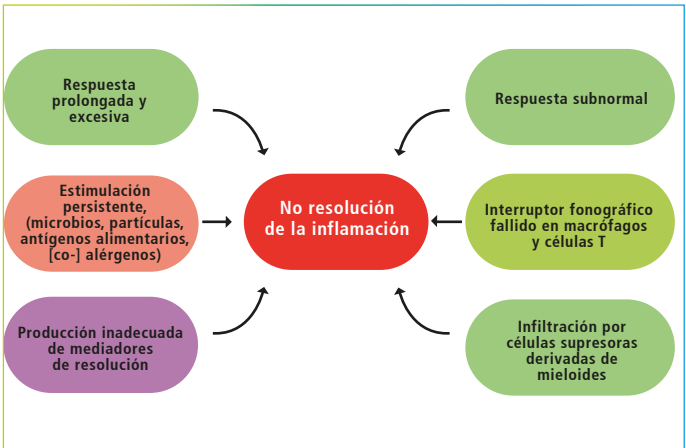 Respuesta
prolongada y
excesiva
Estimulación
persistente,
(microbios, partículas,
antígenos alimentarios,
[co-] alérgenos)
Producción inadecuada
de mediadores
de resolución
No resolución
de la inflamación
Respuesta subnormal
Interruptor fonográfico
fallido en macrófagos
y células T
Infiltración por
células supresoras
derivadas de
mieloides